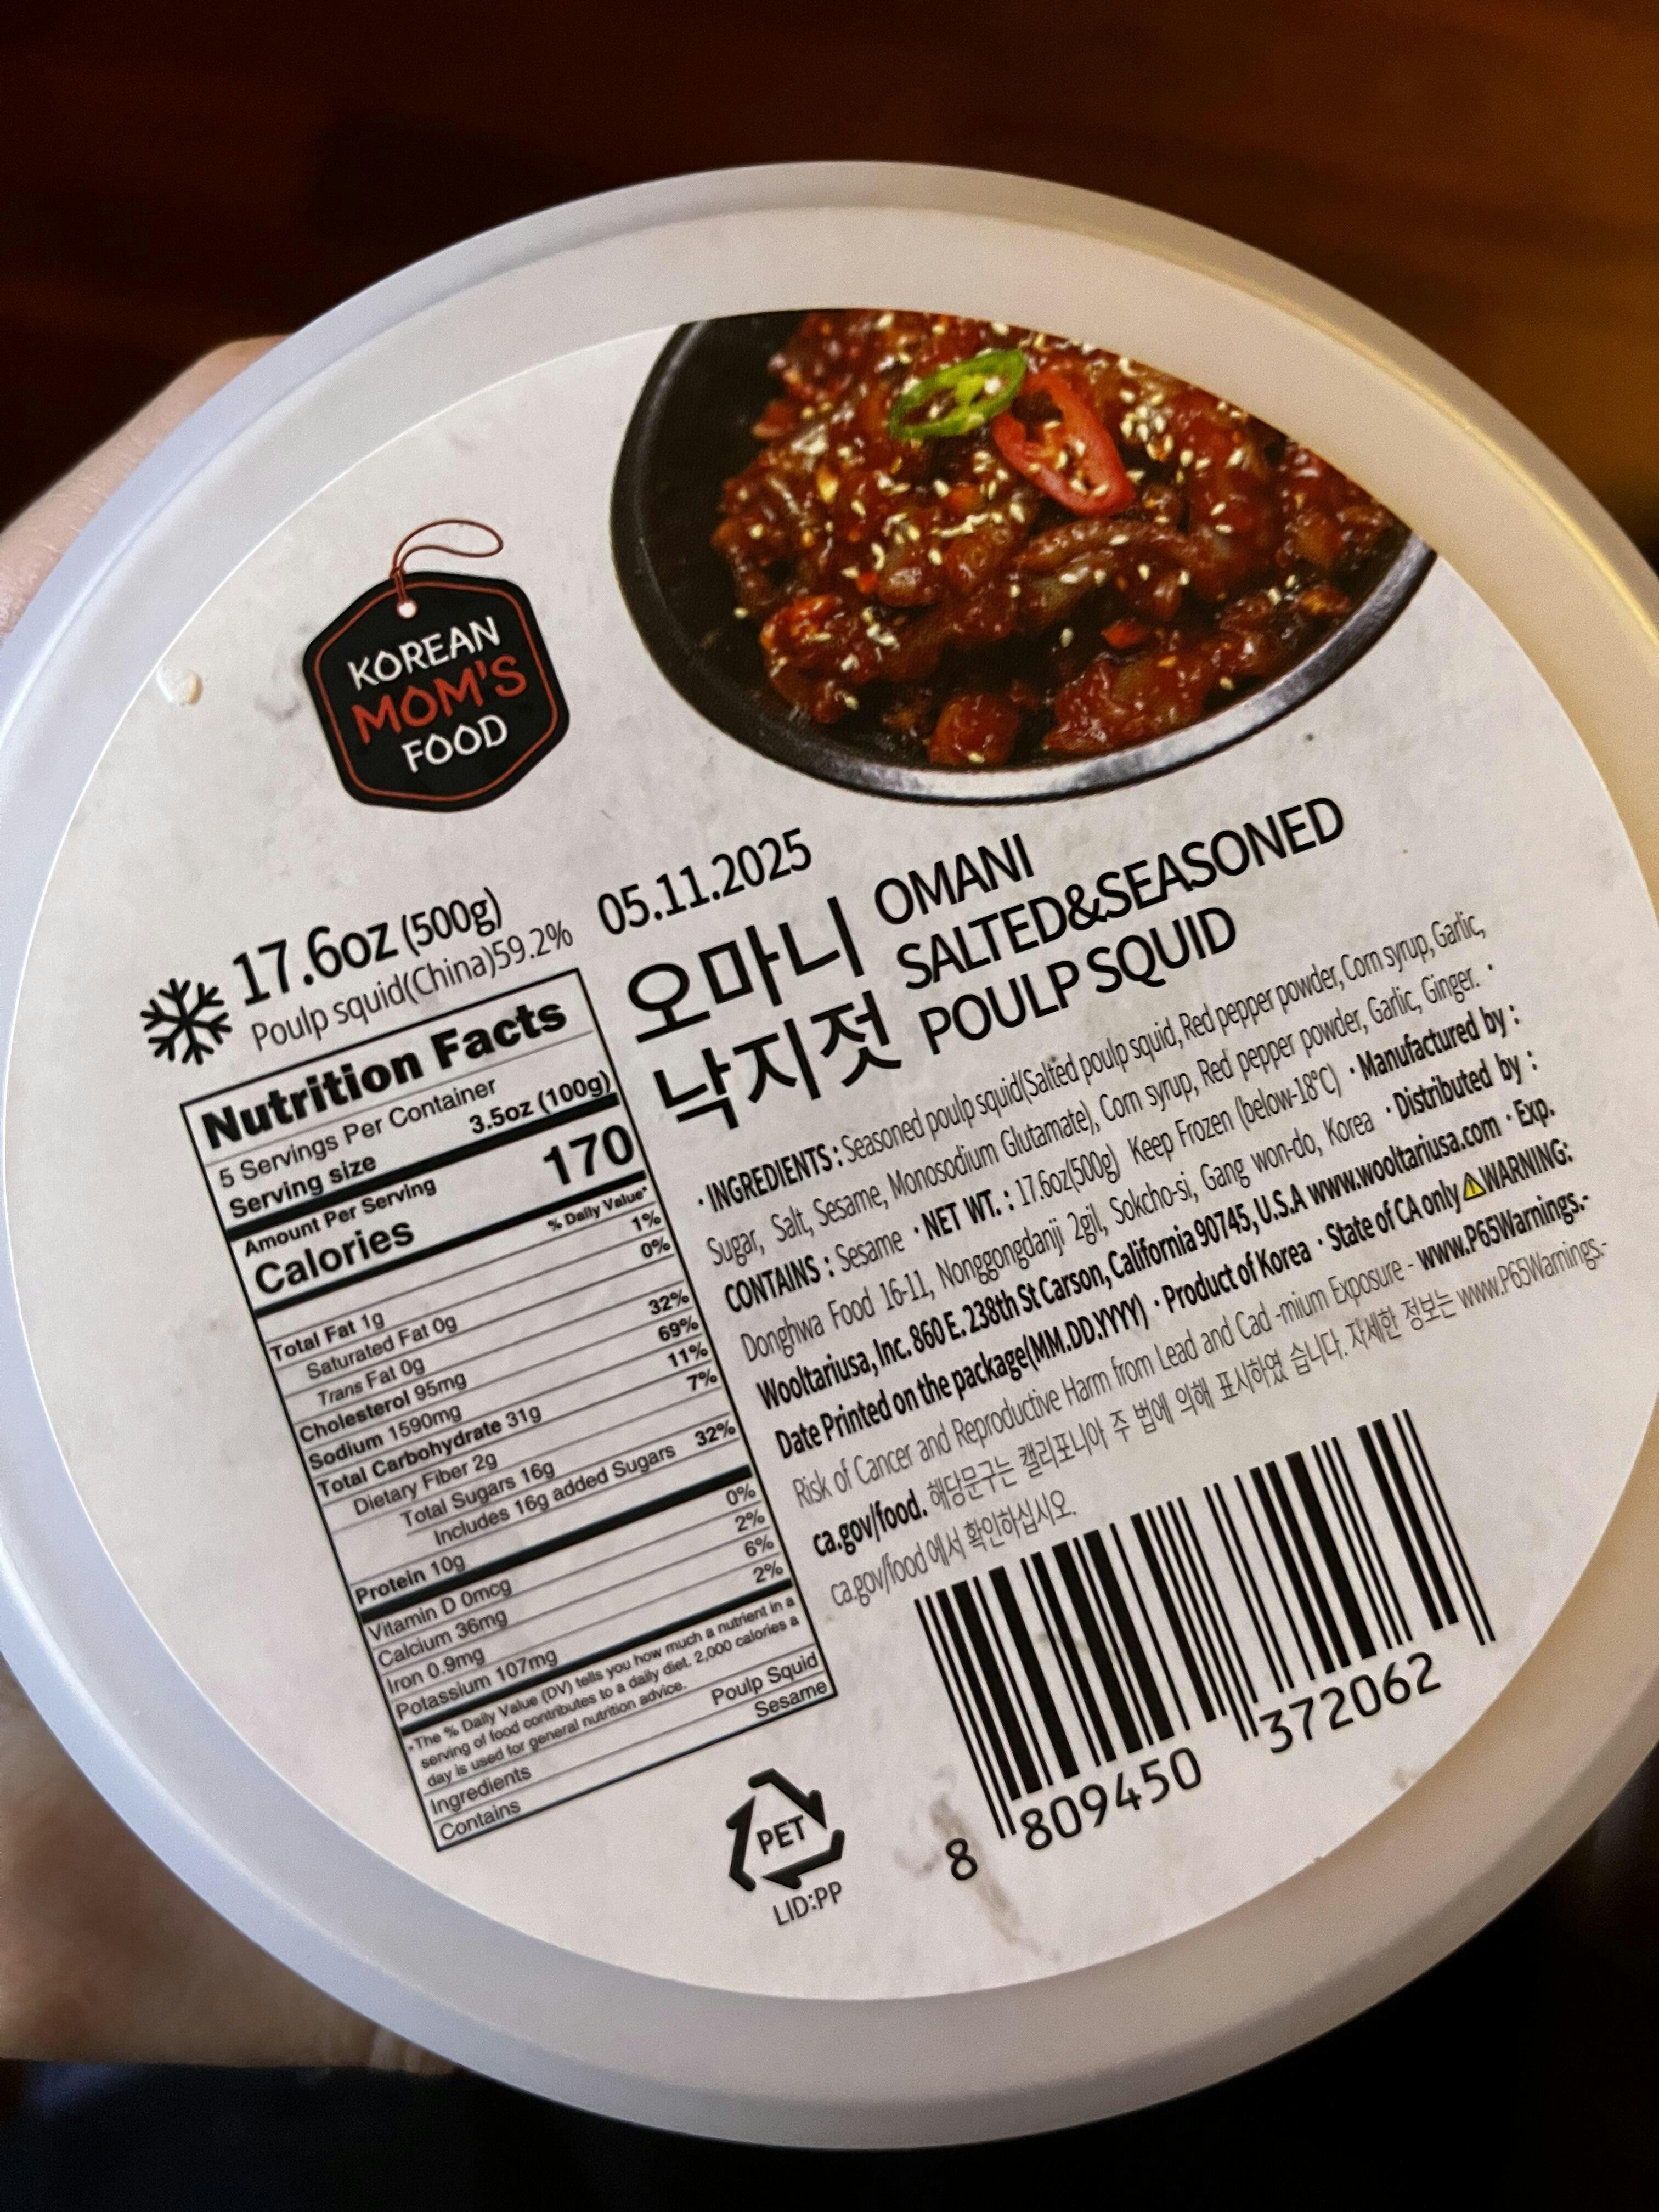 KOREAN
MOM'S
FOOD
17.6oz (500g)
Poulp squid(China)59.2%
05.11.2025
오마니
낙지젓
OMANI
SALTED&SEASONED
POULP SQUID
Nutrition Facts
5 Servings Per Container
Serving size 3.5oz (100g)
Amount Per Serving
Calories 170
% Daily Value*
Total Fat 1g 1%
Saturated Fat 0g 0%
Trans Fat 0g
Cholesterol 95mg 32%
Sodium 1590mg 69%
Total Carbohydrate 31g 11%
Dietary Fiber 2g 7%
Total Sugars 16g
Includes 16g added Sugars 32%
Protein 10g
Vitamin D 0mcg 0%
Calcium 36mg 2%
Iron 0.9mg 6%
Potassium 107mg 2%
*The % Daily Value (DV) tells you how much a nutrient in a
serving of food contributes to a daily diet. 2,000 calories a
day is used for general nutrition advice.
Ingredients Poulp Squid
Contains Sesame
· INGREDIENTS : Seasoned poulp squid(Salted poulp squid, Red pepper powder, Corn syrup, Garlic,
Sugar, Salt, Sesame, Monosodium Glutamate), Corn syrup, Red pepper powder, Garlic, Ginger. ·
CONTAINS : Sesame · NET WT. : 17.6oz(500g) Keep Frozen (below-18°C) · Manufactured by :
Donghwa Food 16-11, Nonggongdanji 2gil, Sokcho-si, Gang won-do, Korea · Distributed by :
Wooltariusa, Inc. 860 E. 238th St Carson, California 90745, U.S.A www.wooltariusa.com · Exp.
Date Printed on the package(MM.DD.YYYY) · Product of Korea · State of CA only ⚠WARNING:
Risk of Cancer and Reproductive Harm from Lead and Cad -mium Exposure - www.P65Warnings.-
ca.gov/food. 해당문구는 캘리포니아 주 법에 의해 표시하였 습니다. 자세한 정보는 www.P65Warnings.-
ca.gov/food 에서 확인하십시오.
PET
LID:PP
8 809450 372062